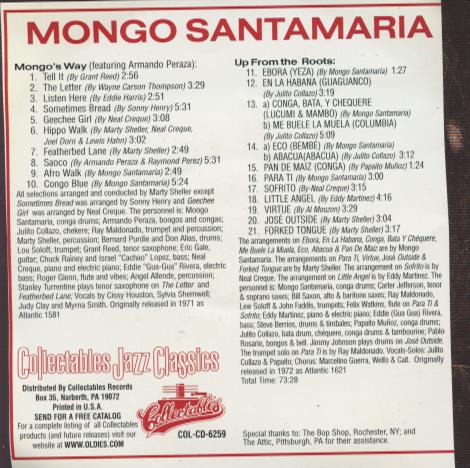 MONGO SANTAMARIA
Mongo's Way (featuring Armando Peraza):
1. Tell It (By Grant Reed) 2:56
2. The Letter (By Wayne Carson Thompson) 3:29
3. Listen Here (By Eddie Harris) 2:51
4. Sometimes Bread (By Sonny Henry) 5:31
5. Geechee Girl (By Neal Creque) 3:08
6. Hippo Walk (By Marty Sheller, Neal Creque,
Joel Dorn & Lewis Hahn) 3:02
7. Featherbed Lane (By Marty Sheller) 2:49
8. Saoco (By Armando Peraza & Raymond Perez) 5:31
9. Afro Walk (By Mongo Santamaria) 2:49
10. Congo Blue (By Mongo Santamaria) 5:24
All selections arranged and conducted by Marty Sheller except
Sometimes Bread was arranged by Sonny Henry and Geechee
Girl was arranged by Neal Creque. The personnel is: Mongo
Santamaria, conga drums; Armando Peraza, bongos and congas;
Julito Collazo, chekere; Ray Maldonado, trumpet and percussion;
Marty Sheller, percussion; Bernard Purdie and Don Alias, drums;
Lou Soloff, trumpet; Grant Reed, tenor saxophone; Eric Gale,
guitar; Chuck Rainey and Israel "Cachao" Lopez, bass; Neal
Creque, piano and electric piano; Eddie "Gua-Gua" Rivera, electric
bass; Roger Glenn, flute and vibes; Angel Allende, percussion;
Stanley Turrentine plays tenor saxophone on The Letter and
Featherbed Lane; Vocals by Cissy Houston, Sylvia Shemwell;
Judy Clay and Myrna Smith. Originally released in 1971 as
Atlantic 1581
Collectables Jazz Classics
Distributed By Collectables Records
Box 35, Narberth, PA 19072
Printed in U.S.A.
SEND FOR A FREE CATALOG
For a complete listing of all Collectables
products (and future releases) visit our
website at WWW.OLDIES.COM
Collectables
COL-CD-6259
Up From the Roots:
11. EBORA (YEZA) (By Mongo Santamaria) 1:27
12. EN LA HABANA (GUAGUANCO)
(By Julito Collazo) 3:19
13. a) CONGA, BATA, Y CHEQUERE
(LUCUMI & MAMBO) (By Mongo Santamaria)
b) ME BUELE LA MUELA (COLUMBIA)
(By Julito Collazo) 5:09
14. a) ECO (BEMBE) (By Mongo Santamaria)
b) ABACUA(ABACUA) (By Julito Collazo) 3:12
15. PAN DE MAIZ (CONGA) (By Papaito Muñoz) 1:24
16. PARA TI (By Mongo Santamaria) 3:00
17. SOFRITO (By-Neal Creque) 3:15
18. LITTLE ANGEL (By Eddy Martinez) 4:16
19. VIRTUE (By Al Mouzon) 3:29
20. JOSÉ OUTSIDE (By Marty Sheller) 3:04
21. FORKED TONGUE (By Marty Sheller) 3:17
The arrangements on Ebora, En La Habana, Conga, Bata Y Chéquere,
Me Buele La Muela, Eco, Abacua & Pan De Maiz are by Mongo
Santamaria. The arrangements on Para Ti, Virtue, José Outside &
Forked Tongue are by Marty Sheller. The arrangement on Sofrito is by
Neal Creque. The arrangement on Little Angel is by Eddy Martinez. The
personnel is: Mongo Santamaria, conga drums; Carter Jefferson, tenor
& soprano saxes; Bill Saxon, alto & baritone saxes; Ray Maldonado,
Lew Soloff & John Faddis, trumpets; Felix Watkins, flute on Para Ti &
Sofrito; Eddy Martinez, piano & electric piano; Eddie (Gua Gua) Rivera,
bass; Steve Berrios, drums & timbales; Papaito Muñoz, conga drums;
Julito Collazo, bata drum, chéquere, conga drums & tambourine; Pablo
Rosario, bongos & bell. Jimmy Johnson plays drums on José Outside.
The trumpet solo on Para Ti is by Ray Maldonado. Vocals-Solos: Julito
Collazo & Papaito; Chorus: Marcelino Guerra, Wello & Cait. Originally
released in 1972 as Atlantic 1621
Total Time: 73:28
Special thanks to: The Bop Shop, Rochester, NY; and
The Attic, Pittsburgh, PA for their assistance.